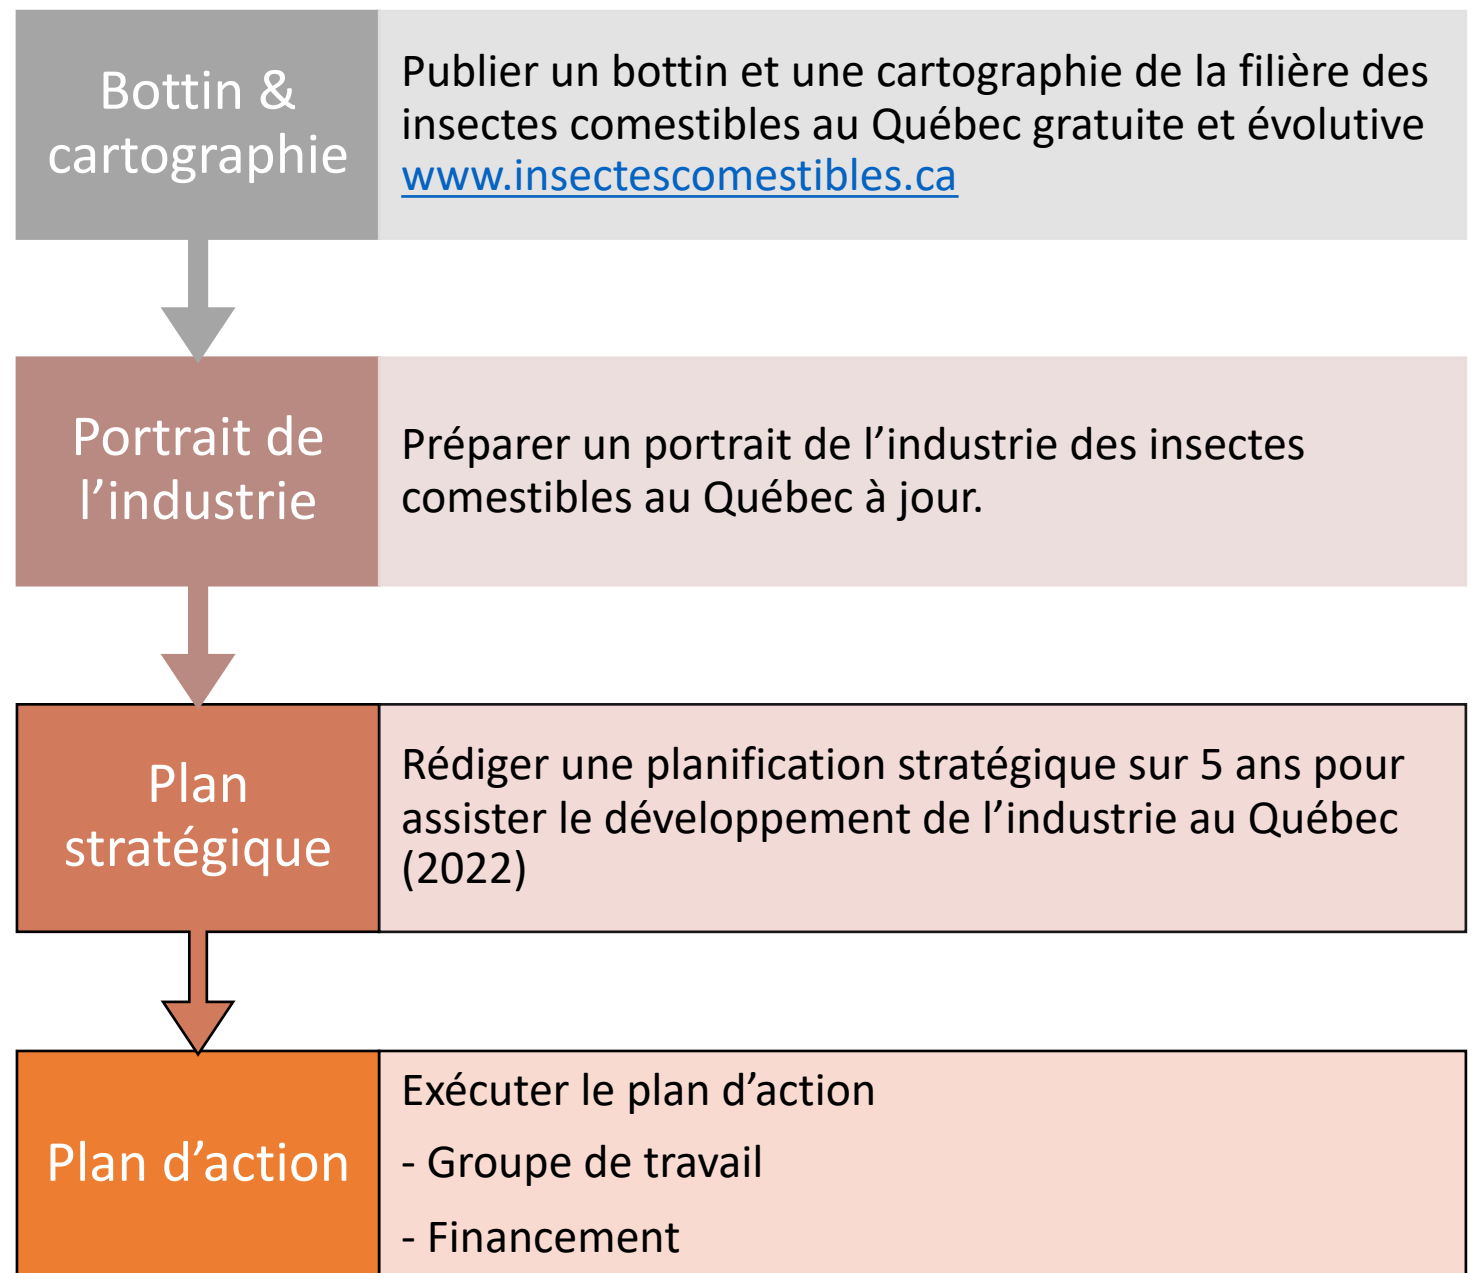 Bottin &
cartographie
Publier un bottin et une cartographie de la filière des
insectes comestibles au Québec gratuite et évolutive
www.insectescomestibles.ca
Portrait de
l’industrie
Préparer un portrait de l’industrie des insectes
comestibles au Québec à jour.
Plan
stratégique
Rédiger une planification stratégique sur 5 ans pour
assister le développement de l’industrie au Québec
(2022)
Plan d’action
Exécuter le plan d’action
- Groupe de travail
- Financement